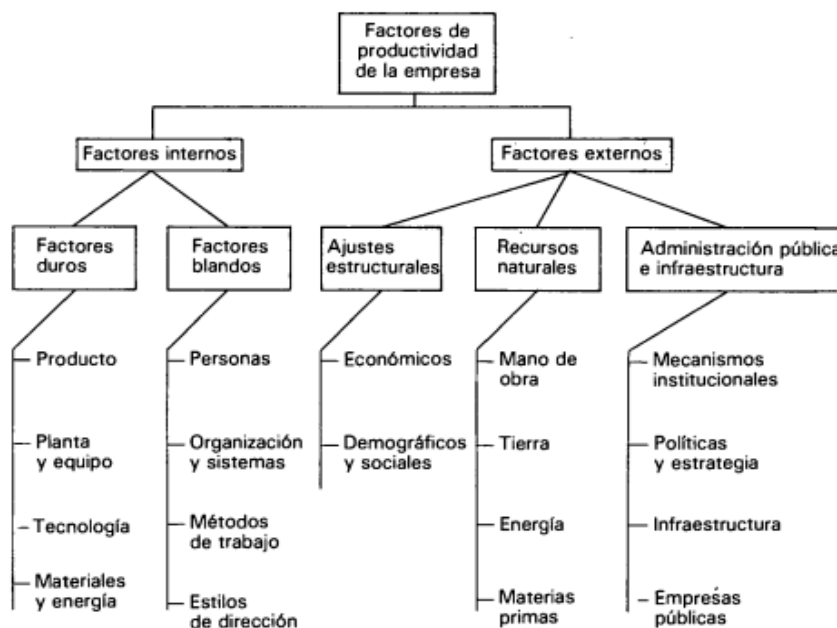 Factores de
productividad
de la empresa
Factores internos
Factores externos
Factores
duros
Factores
blandos
Ajustes
estructurales
Recursos
naturales
Administración pública
e infraestructura
Producto
Planta
y equipo
Tecnología
Materiales
y energía
Personas
Organización
y sistemas
Métodos
de trabajo
Estilos
de dirección
Económicos
Demográficos
y sociales
Mano de
obra
Tierra
Energía
Materias
primas
Mecanismos
institucionales
Políticas
y estrategia
Infraestructura
Empresas
públicas